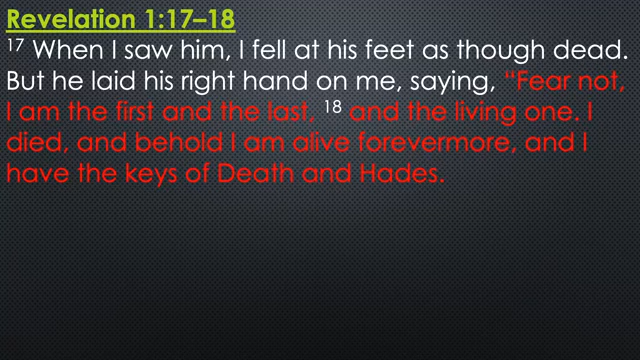 Revelation 1:17–18
17 When I saw him, I fell at his feet as though dead.
But he laid his right hand on me, saying, “Fear not,
I am the first and the last, 18 and the living one. I
died, and behold I am alive forevermore, and I
have the keys of Death and Hades.